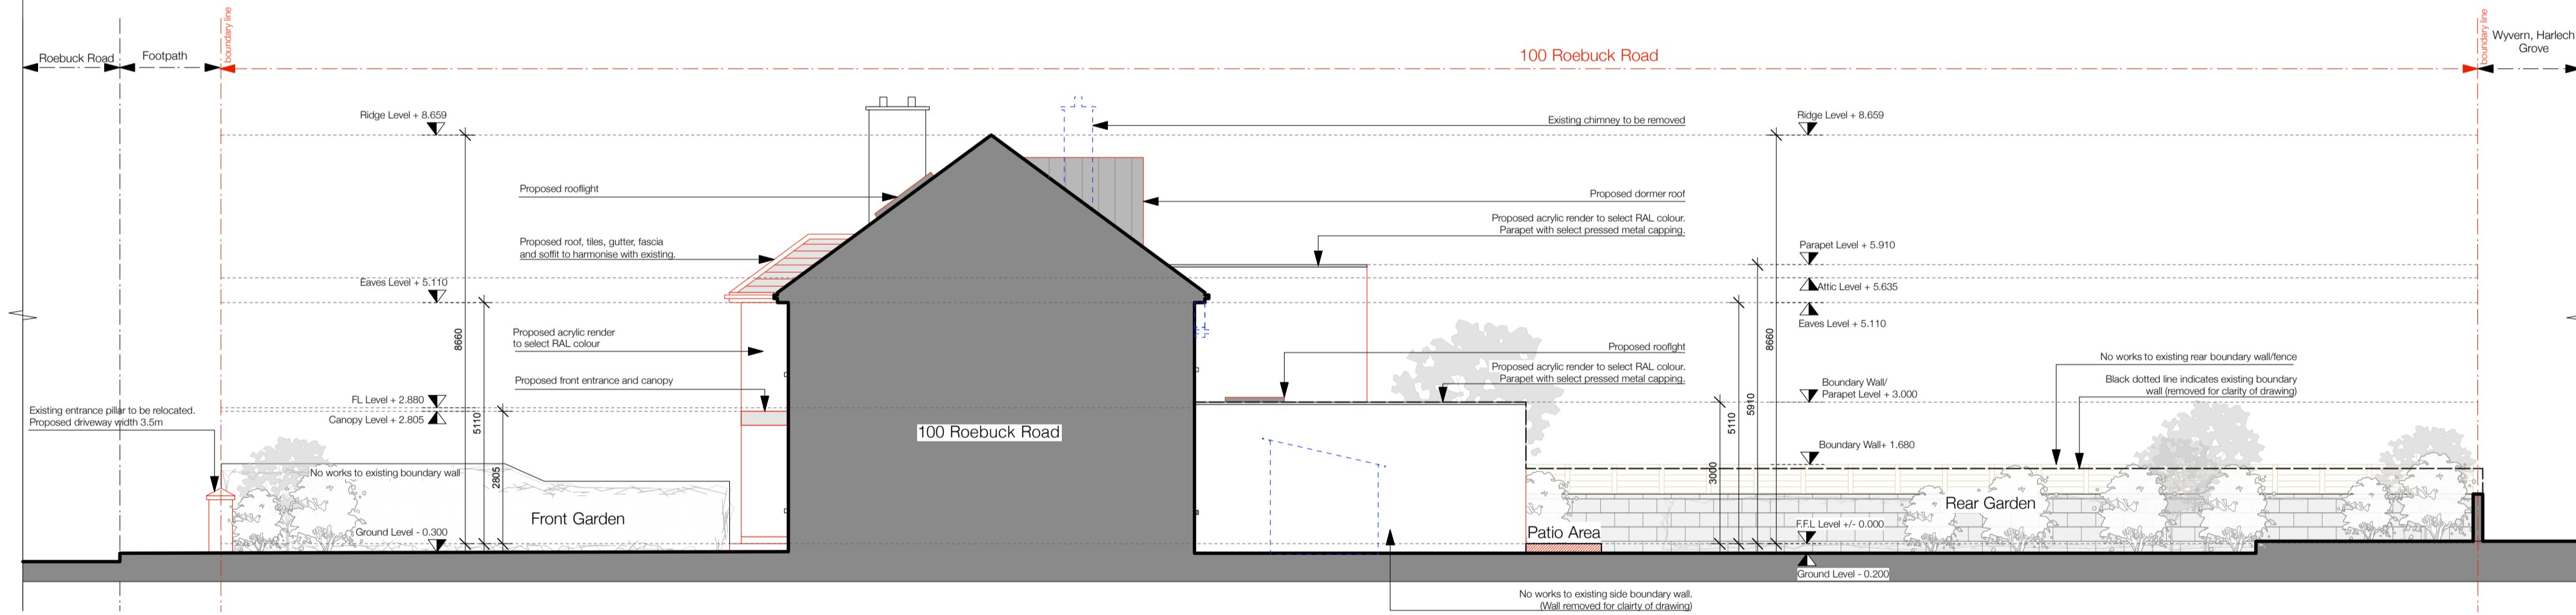 Roebuck Road
Footpath
boundary line
100 Roebuck Road
boundary line
Wyvern, Harlech
Grove
Ridge Level + 8.659
Existing chimney to be removed
Ridge Level + 8.659
Proposed rooflight
Proposed dormer roof
Proposed acrylic render to select RAL colour.
Parapet with select pressed metal capping.
Proposed roof, tiles, gutter, fascia
and soffit to harmonise with existing.
Parapet Level + 5.910
Eaves Level + 5.110
Attic Level + 5.635
Eaves Level + 5.110
8660
Proposed acrylic render
to select RAL colour
8660
Proposed rooflght
No works to existing rear boundary wall/fence
Proposed front entrance and canopy
Proposed acrylic render to select RAL colour.
Parapet with select pressed metal capping.
Black dotted line indicates existing boundary
wall (removed for clarity of drawing)
Boundary Wall/
Parapet Level + 3.000
FL Level + 2.880
Canopy Level + 2.805
5110
5110
5910
Existing entrance pillar to be relocated.
Proposed driveway width 3.5m
100 Roebuck Road
Boundary Wall+ 1.680
No works to existing boundary wall
2805
3000
Front Garden
Rear Garden
Ground Level - 0.300
Patio Area
F.F.L Level +/- 0.000
Ground Level - 0.200
No works to existing side boundary wall.
(Wall removed for clairty of drawing)